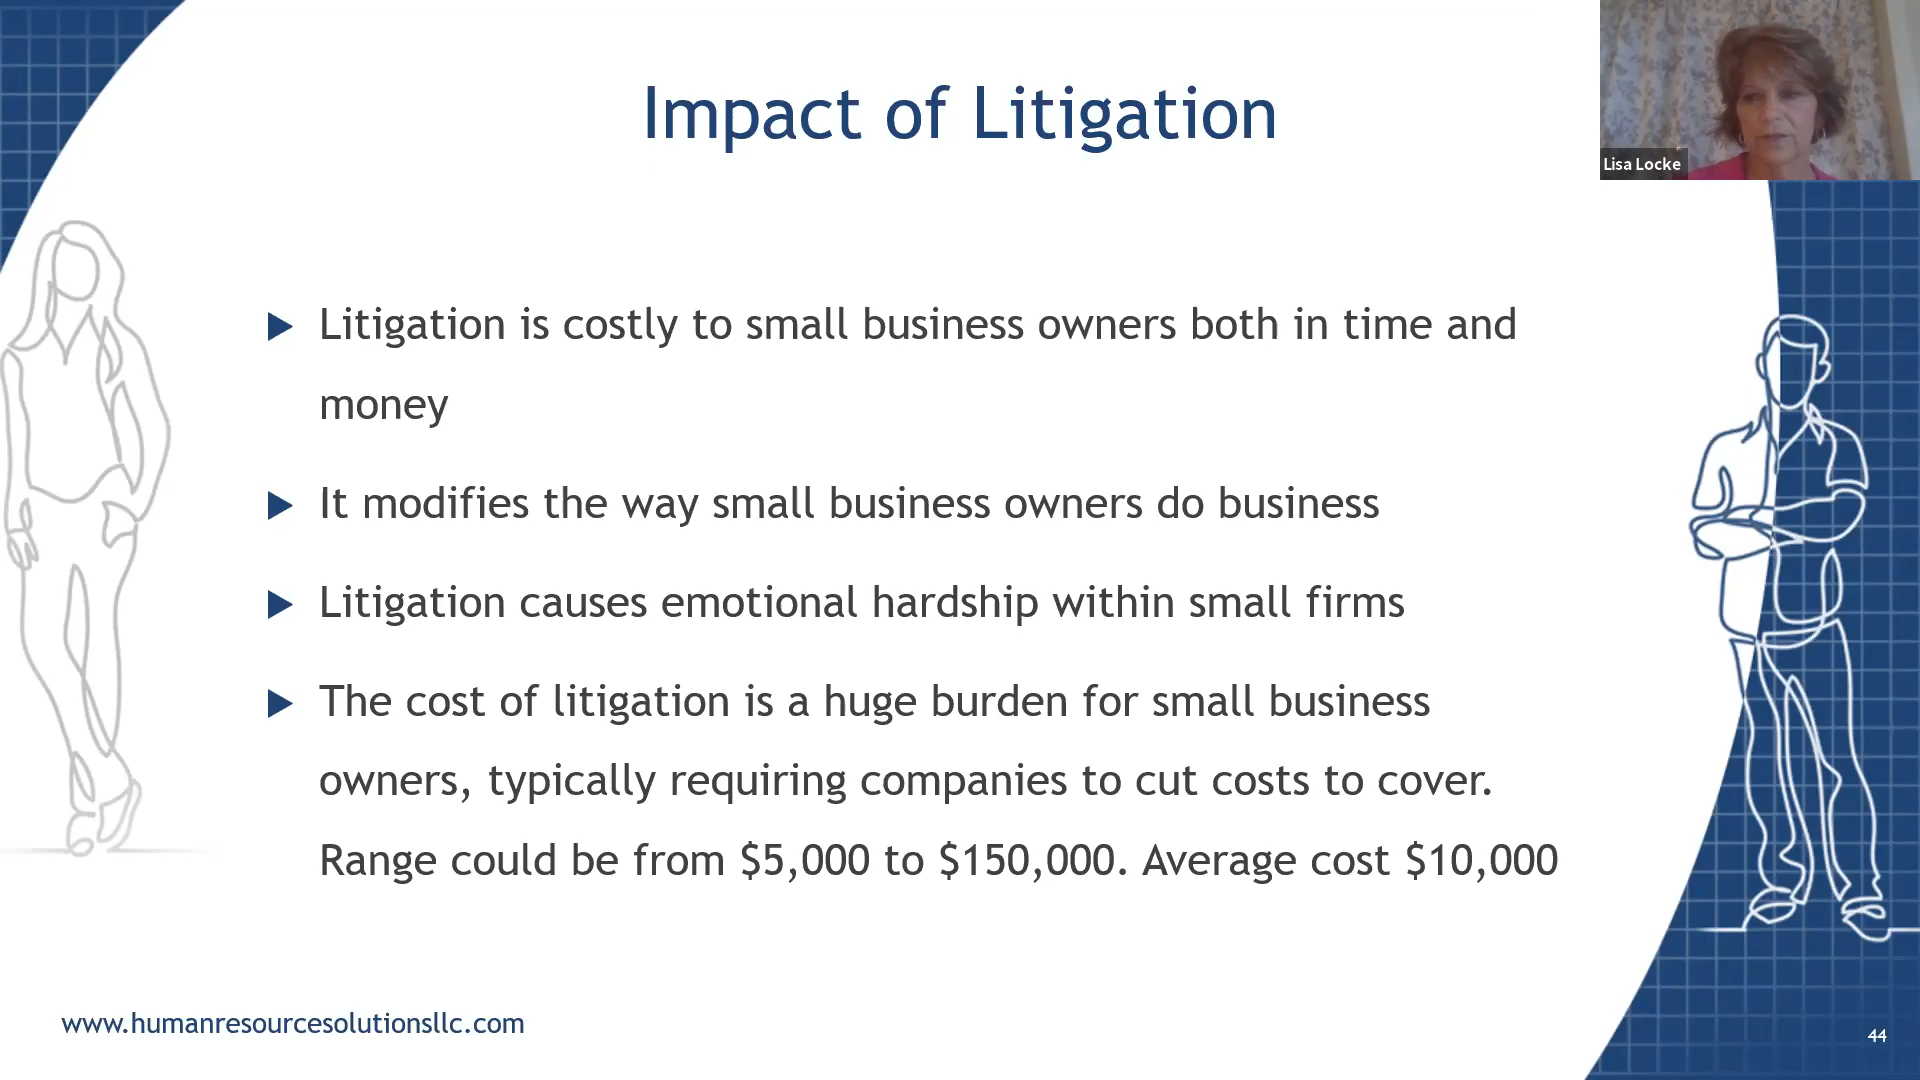 Impact of Litigation
Lisa Locke
▶ Litigation is costly to small business owners both in time and
money
▶ It modifies the way small business owners do business
▶ Litigation causes emotional hardship within small firms
▶ The cost of litigation is a huge burden for small business
owners, typically requiring companies to cut costs to cover.
Range could be from $5,000 to $150,000. Average cost $10,000
www.humanresourcesolutionsllc.com
44